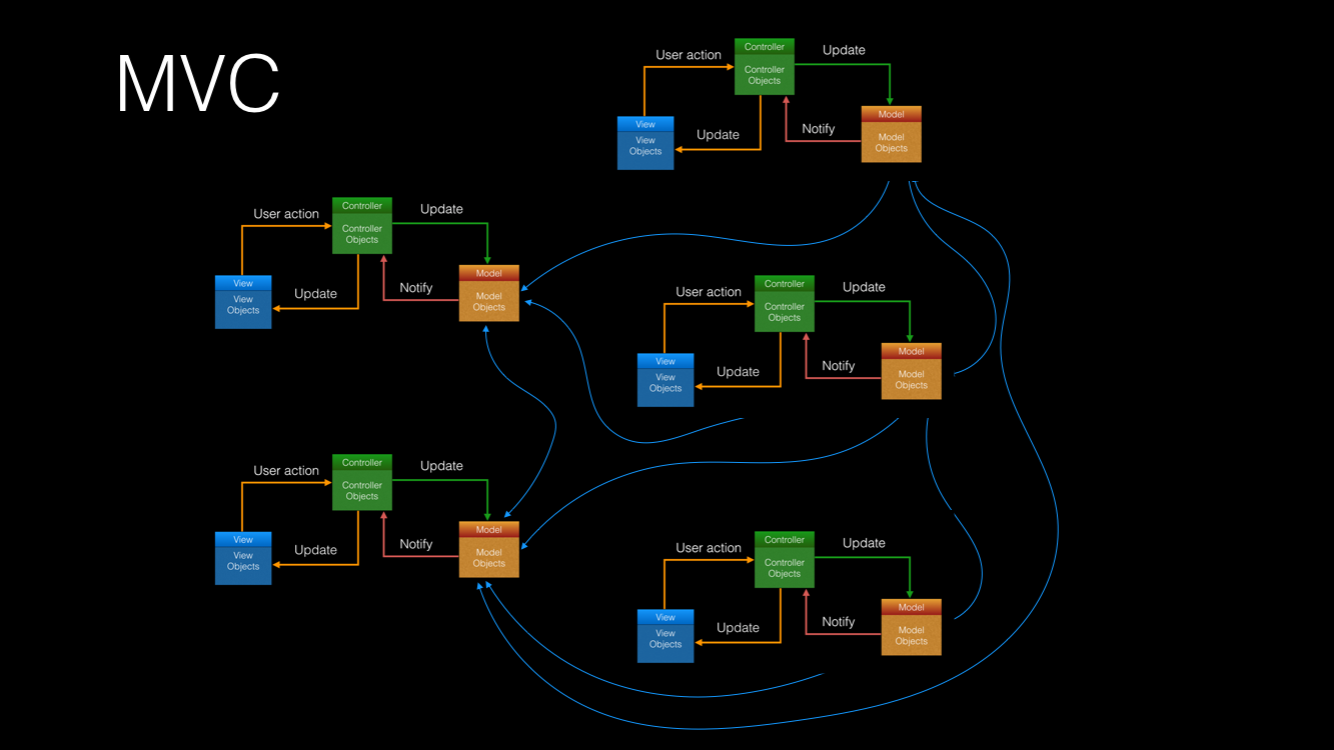 MVC
User action
Controller
Controller
Objects
Update
View
View
Objects
Update
Notify
Model
Model
Objects
User action
Controller
Controller
Objects
Update
View
View
Objects
Update
Notify
Model
Model
Objects
User action
Controller
Controller
Objects
Update
View
View
Objects
Update
Notify
Model
Model
Objects
User action
Controller
Controller
Objects
Update
View
View
Objects
Update
Notify
Model
Model
Objects
User action
Controller
Controller
Objects
Update
View
View
Objects
Update
Notify
Model
Model
Objects